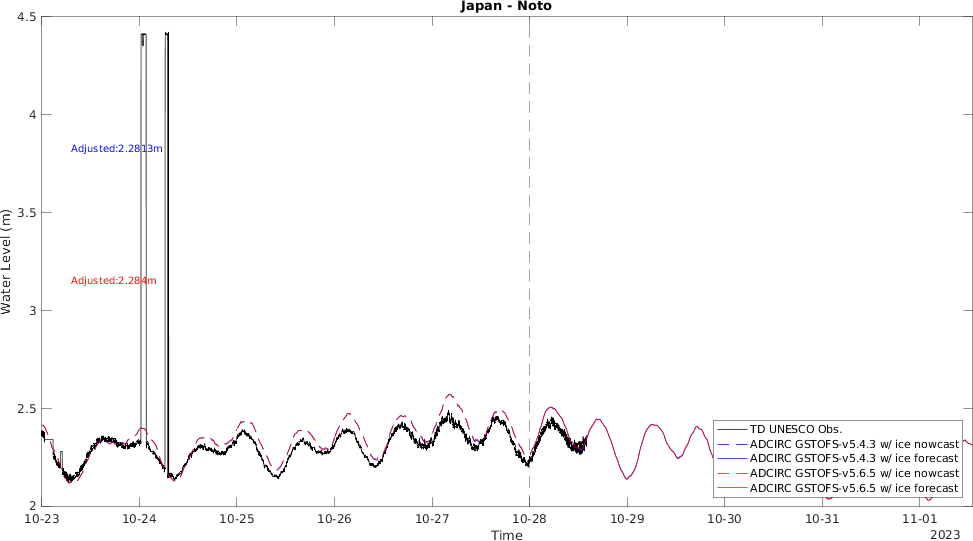 Japan - Noto
4.5
4
3.5
3
2.5
2
Water Level (m)
Adjusted:2.2813m
Adjusted:2.284m
TD UNESCO Obs.
ADCIRC GSTOFS-v5.4.3 w/ ice nowcast
ADCIRC GSTOFS-v5.4.3 w/ ice forecast
ADCIRC GSTOFS-v5.6.5 w/ ice nowcast
ADCIRC GSTOFS-v5.6.5 w/ ice forecast
10-23 10-24 10-25 10-26 10-27 10-28 10-29 10-30 10-31 11-01
Time
2023